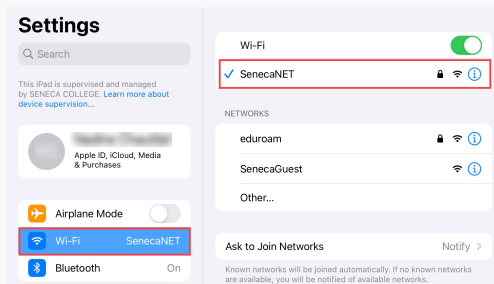 Settings
Search
This iPad is supervised and managed
by SENECA COLLEGE. Learn more about
device supervision...
Apple ID, iCloud, Media
& Purchases
Airplane Mode
Wi-Fi SenecaNET
Bluetooth On
Wi-Fi
SenecaNET
NETWORKS
eduroam
SenecaGuest
Other...
Ask to Join Networks Notify
Known networks will be joined automatically. If no known networks
are available, you will be notified of available networks.